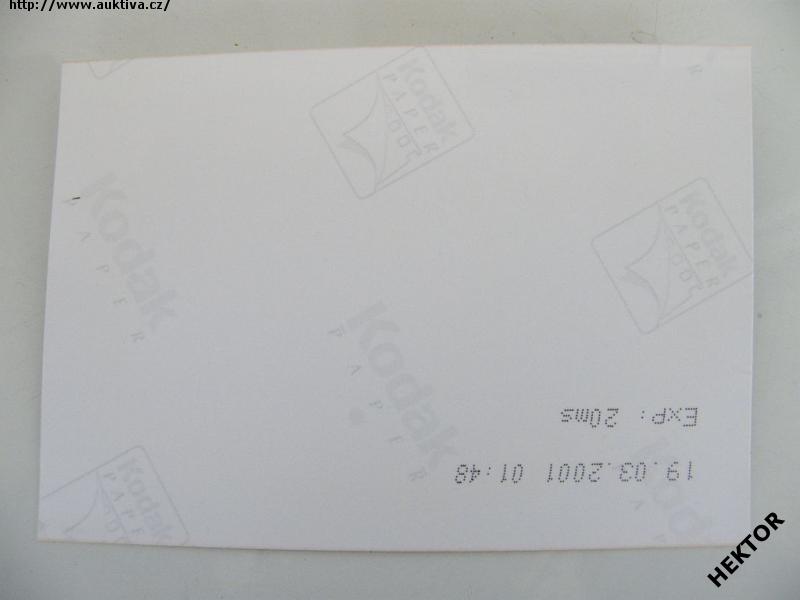 http://www.auktiva.cz/
Kodak
PAPER
Kodak
PAPER
Kodak
PAPER
Kodak
PAPER
Kodak
PAPER
19.03.2001 01:48
ExP: 20ms
HEKTOR